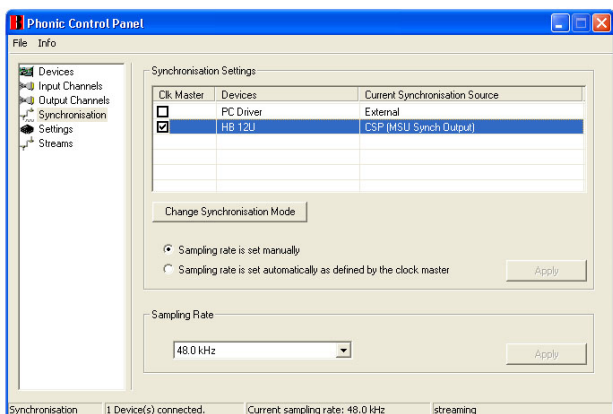 Phonic Control Panel
File Info
Devices
Input Channels
Output Channels
Synchronisation
Settings
Streams
Synchronisation Settings
Clk Master Devices Current Synchronisation Source
PC Driver External
HB 12U CSP (MSU Synch Output)
Change Synchronisation Mode
Sampling rate is set manually
Sampling rate is set automatically as defined by the clock master
Apply
Sampling Rate
48.0 kHz
Apply
Synchronisation 1 Device(s) connected. Current sampling rate: 48.0 kHz streaming